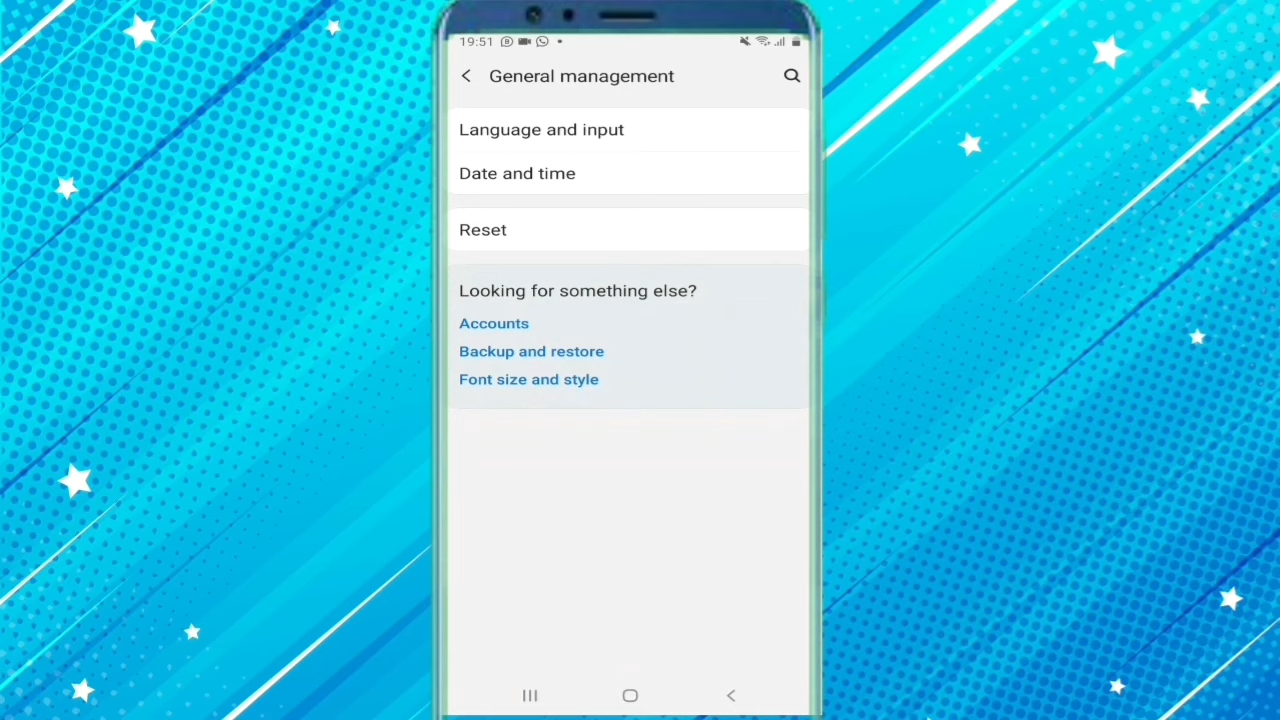 19:51
General management
Language and input
Date and time
Reset
Looking for something else?
Accounts
Backup and restore
Font size and style